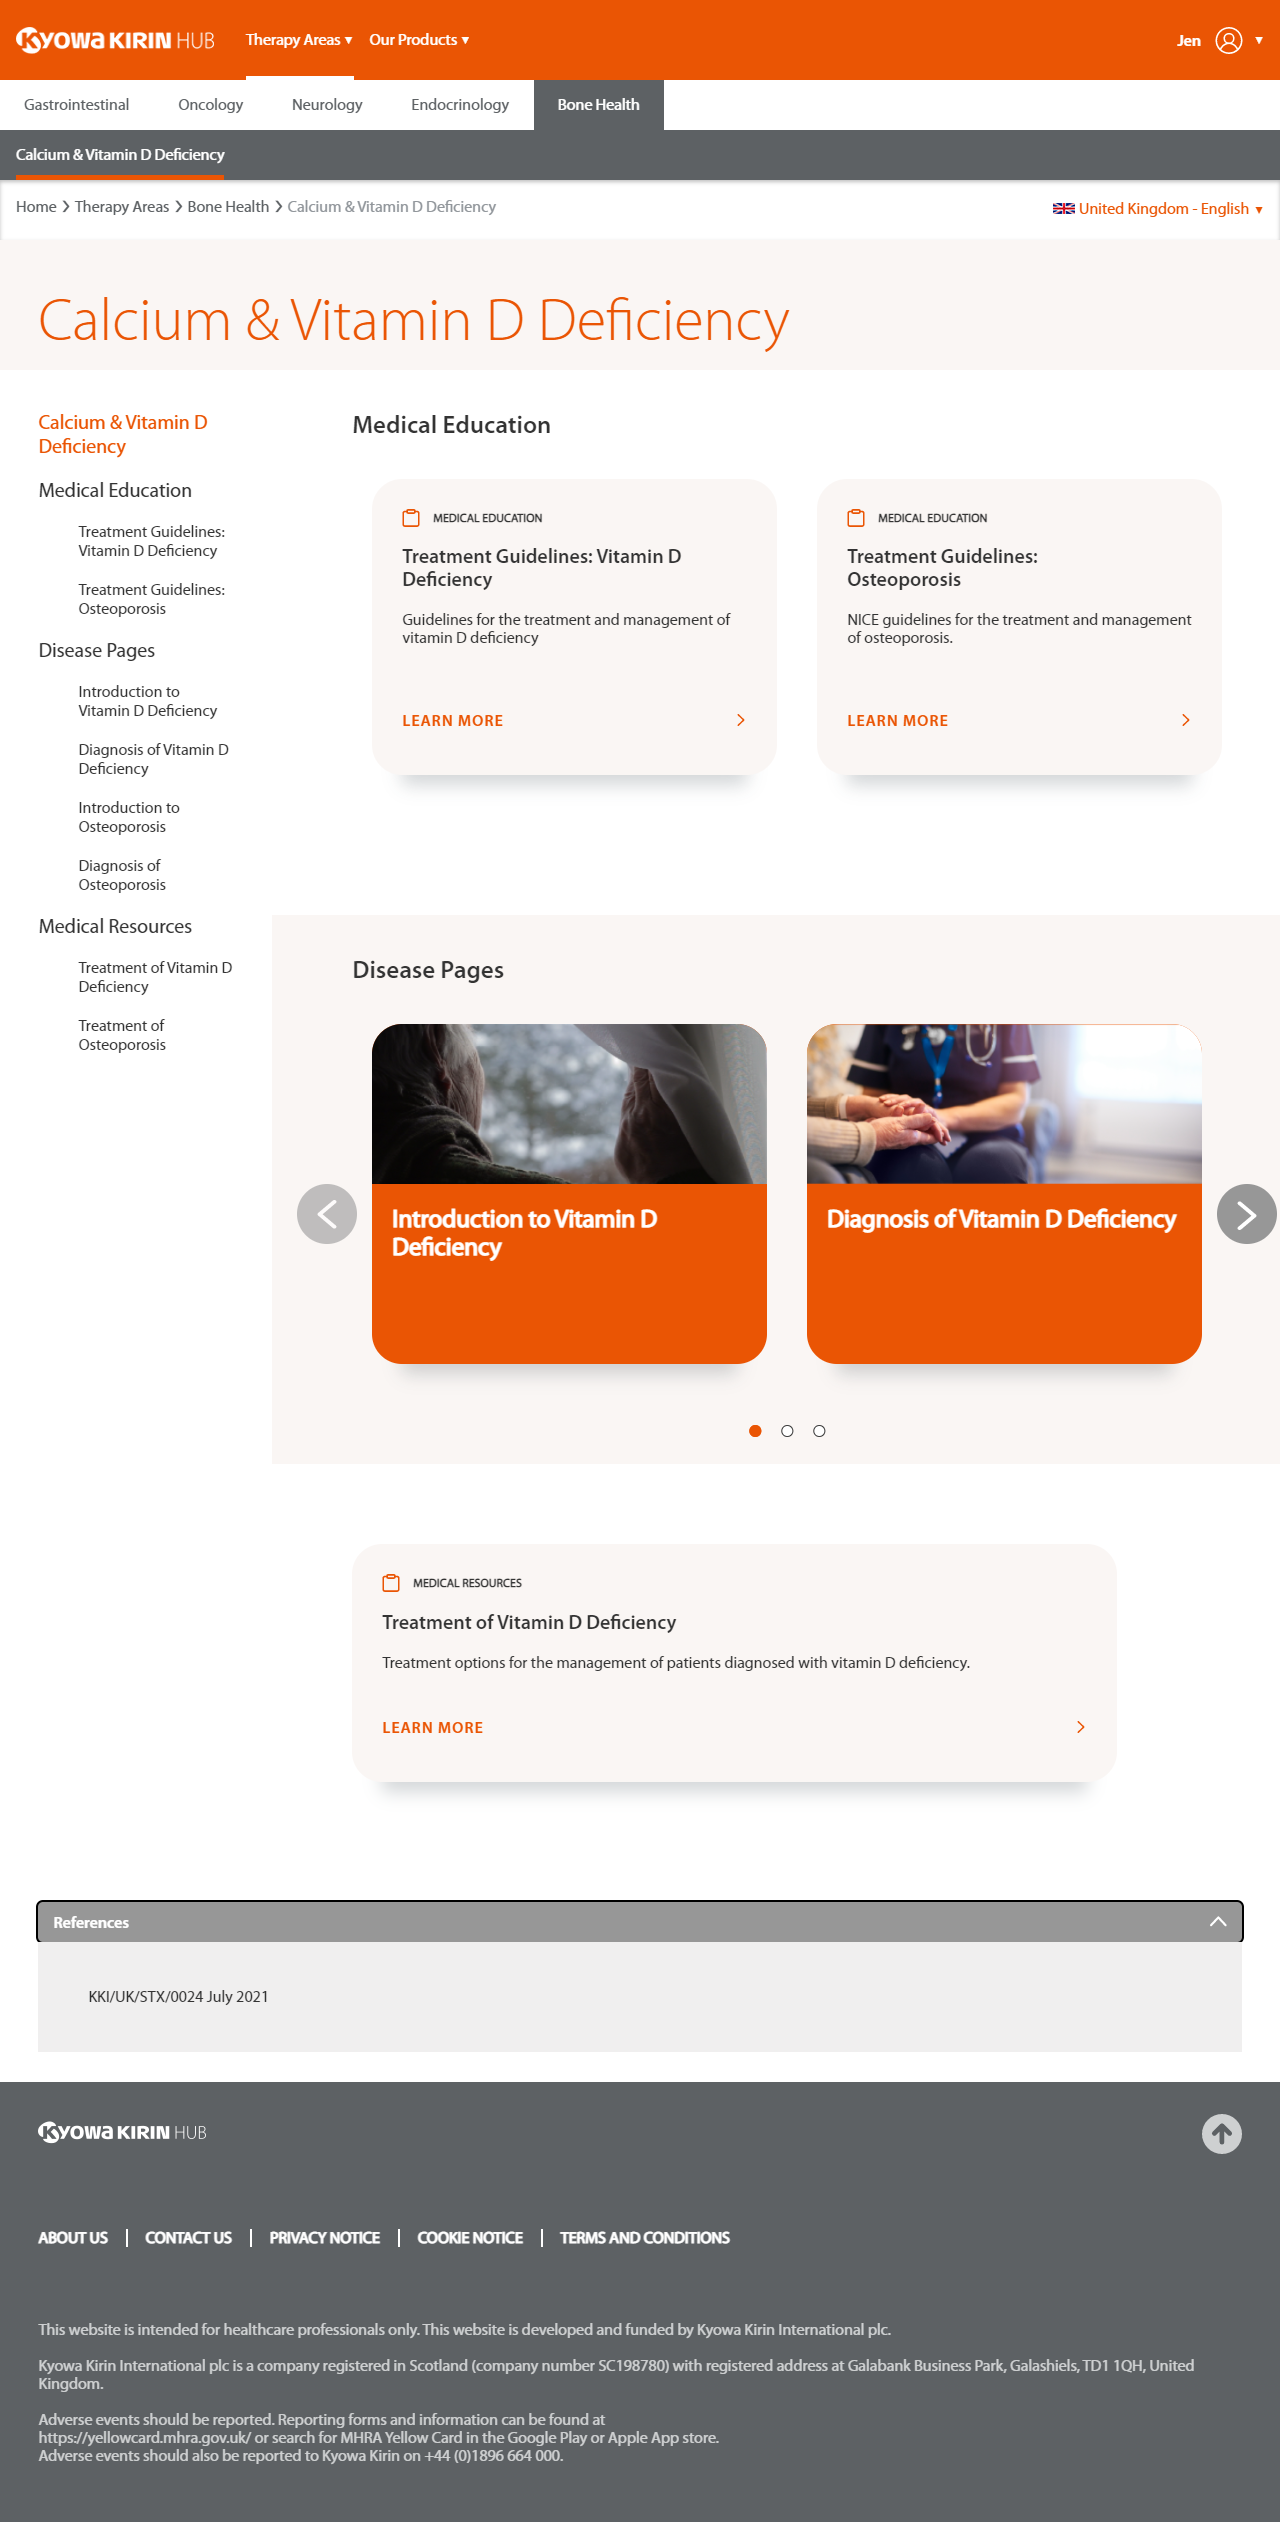 KYOWA KIRIN HUB
Therapy Areas ▼
Our Products ▼
Jen ▼
Gastrointestinal
Oncology
Neurology
Endocrinology
Bone Health
Calcium & Vitamin D Deficiency
Home > Therapy Areas > Bone Health > Calcium & Vitamin D Deficiency
United Kingdom - English ▼
Calcium & Vitamin D Deficiency
Calcium & Vitamin D
Deficiency
Medical Education
Treatment Guidelines:
Vitamin D Deficiency
Treatment Guidelines:
Osteoporosis
Disease Pages
Introduction to
Vitamin D Deficiency
Diagnosis of Vitamin D
Deficiency
Introduction to
Osteoporosis
Diagnosis of
Osteoporosis
Medical Resources
Treatment of Vitamin D
Deficiency
Treatment of
Osteoporosis
Medical Education
MEDICAL EDUCATION
Treatment Guidelines: Vitamin D
Deficiency
Guidelines for the treatment and management of
vitamin D deficiency
LEARN MORE
MEDICAL EDUCATION
Treatment Guidelines:
Osteoporosis
NICE guidelines for the treatment and management
of osteoporosis.
LEARN MORE
Disease Pages
Introduction to Vitamin D
Deficiency
Diagnosis of Vitamin D Deficiency
MEDICAL RESOURCES
Treatment of Vitamin D Deficiency
Treatment options for the management of patients diagnosed with vitamin D deficiency.
LEARN MORE
References
KKI/UK/STX/0024 July 2021
KYOWA KIRIN HUB
ABOUT US | CONTACT US | PRIVACY NOTICE | COOKIE NOTICE | TERMS AND CONDITIONS
This website is intended for healthcare professionals only. This website is developed and funded by Kyowa Kirin International plc.
Kyowa Kirin International plc is a company registered in Scotland (company number SC198780) with registered address at Galabank Business Park, Galashiels, TD1 1QH, United
Kingdom.
Adverse events should be reported. Reporting forms and information can be found at
https://yellowcard.mhra.gov.uk/ or search for MHRA Yellow Card in the Google Play or Apple App store.
Adverse events should also be reported to Kyowa Kirin on +44 (0)1896 664 000.